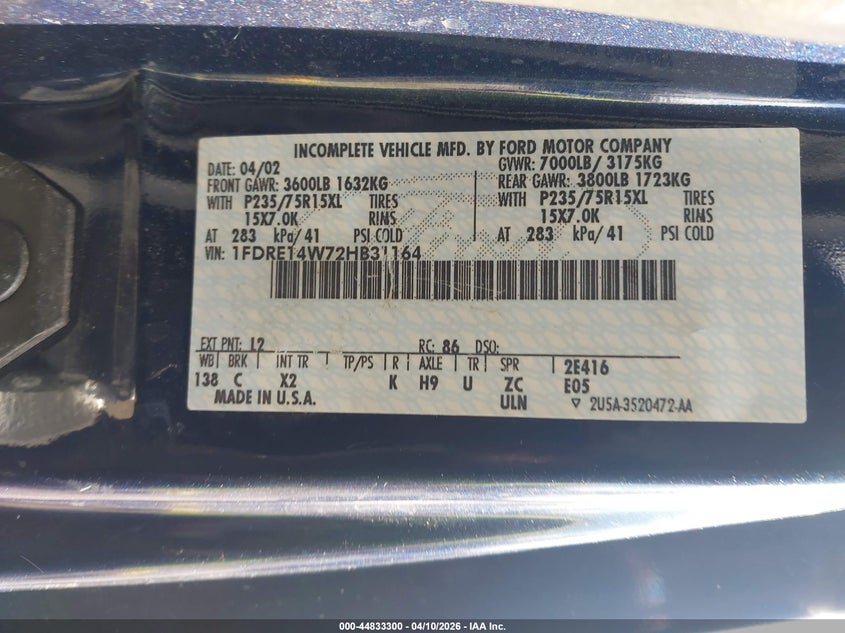 INCOMPLETE VEHICLE MFD. BY FORD MOTOR COMPANY
DATE: 04/02 GVWR: 7000LB/ 3175KG
FRONT GAWR: 3600LB 1632KG REAR GAWR: 3800LB 1723KG
WITH P235/75R15XL TIRES WITH P235/75R15XL TIRES
15X7.0K RIMS 15X7.0K RIMS
AT 283 kPa/ 41 PSI COLD AT 283 kPa/ 41 PSI COLD
VIN: 1FDRE14W72HB31164
EXT PNT: L2 RC: 86 DSO:
WB BRK INT TR TP/PS R AXLE TR SPR 2E416
138 C X2 K H9 U ZC E05
MADE IN U.S.A. ULN ▽ 2U5A-3520472-AA
000-44833300 - 04/10/2026 - IAA Inc.